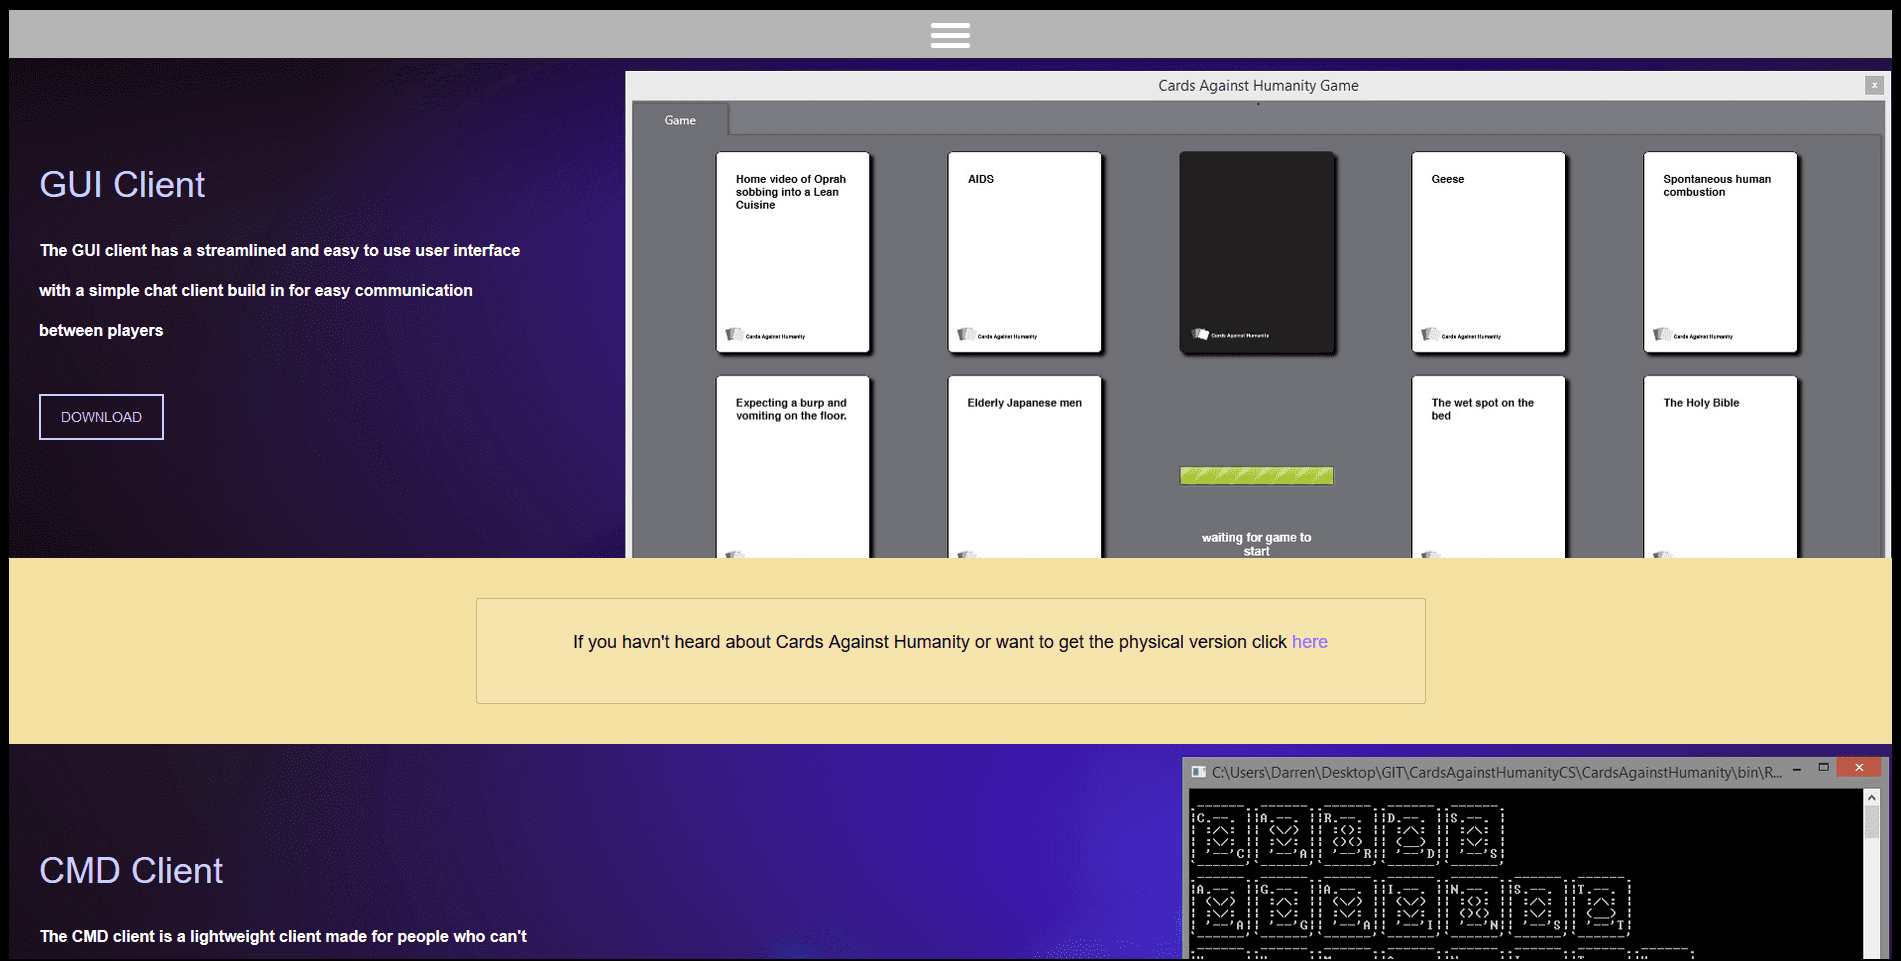 Cards Against Humanity Game
x
Game
GUI Client
The GUI client has a streamlined and easy to use user interface
with a simple chat client build in for easy communication
between players
DOWNLOAD
Home video of Oprah
sobbing into a Lean
Cuisine
Cards Against Humanity
AIDS
Cards Against Humanity
Cards Against Humanity
Geese
Cards Against Humanity
Spontaneous human
combustion
Cards Against Humanity
Expecting a burp and
vomiting on the floor.
Elderly Japanese men
waiting for game to
start
The wet spot on the
bed
The Holy Bible
If you havn't heard about Cards Against Humanity or want to get the physical version click here
CMD Client
The CMD client is a lightweight client made for people who can't
C:\Users\Darren\Desktop\GIT\CardsAgainstHumanityCS\CardsAgainstHumanity\bin\R...
C A R D S
C A R D S
A G A I N S T
A G A I N S T